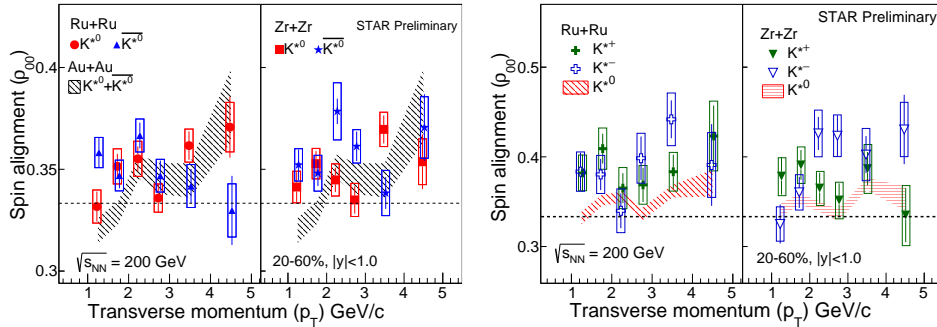 Ru+Ru
K*0 K*0
Au+Au
K*0+K*0
Zr+Zr
K*0 K*0
STAR Preliminary
Spin alignment (ρ00)
0.4
0.35
0.3
√sNN = 200 GeV
20-60%, |y|<1.0
1 2 3 4 5 1 2 3 4 5
Transverse momentum (pT) GeV/c
STAR Preliminary
Ru+Ru
K*+
K*-
K*0
Zr+Zr
K*+
K*-
K*0
Spin alignment (ρ00)
0.5
0.4
0.3
√sNN = 200 GeV
20-60%, |y|<1.0
1 2 3 4 5 1 2 3 4 5
Transverse momentum (pT) GeV/c